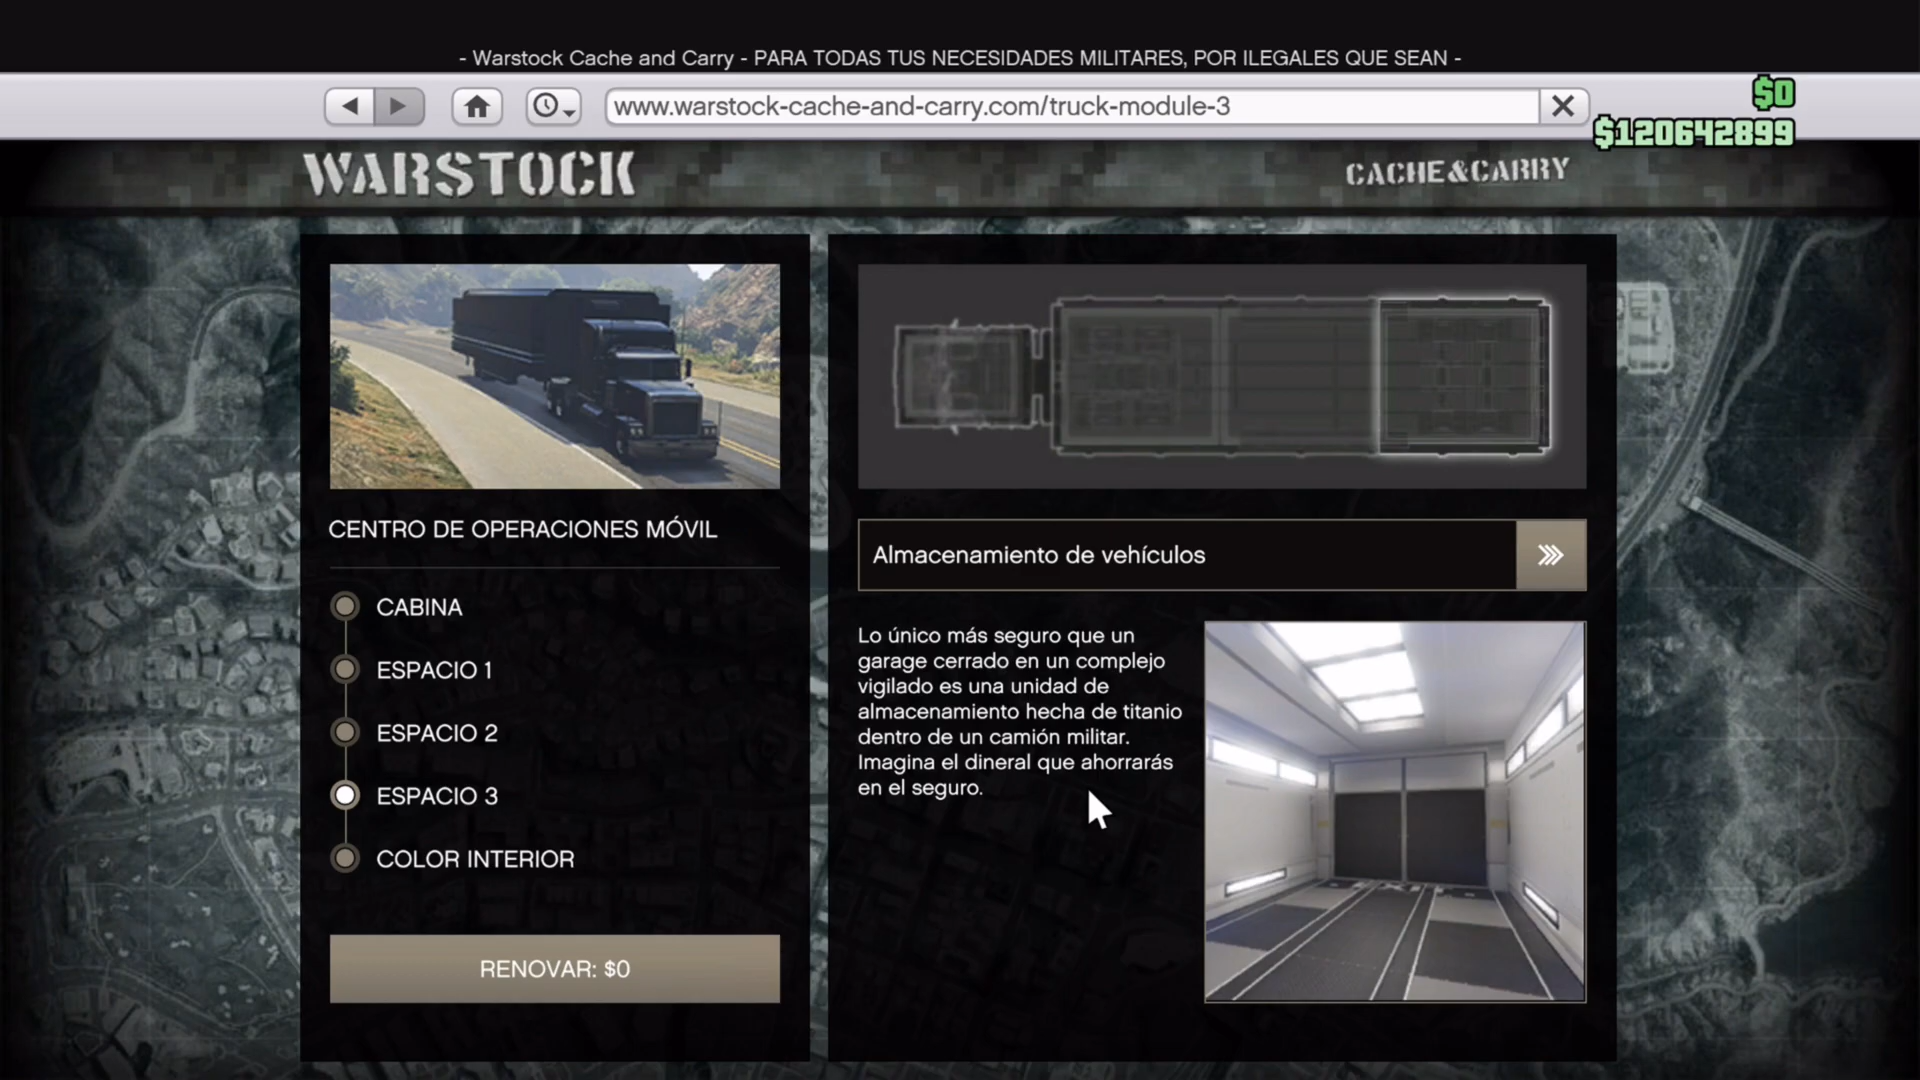 - Warstock Cache and Carry - PARA TODAS TUS NECESIDADES MILITARES, POR ILEGALES QUE SEAN -
www.warstock-cache-and-carry.com/truck-module-3
$0
$120642899
WARSTOCK
CACHE&CARRY
CENTRO DE OPERACIONES MÓVIL
CABINA
ESPACIO 1
ESPACIO 2
ESPACIO 3
COLOR INTERIOR
RENOVAR: $0
Almacenamiento de vehículos
Lo único más seguro que un
garage cerrado en un complejo
vigilado es una unidad de
almacenamiento hecha de titanio
dentro de un camión militar.
Imagina el dineral que ahorrarás
en el seguro.